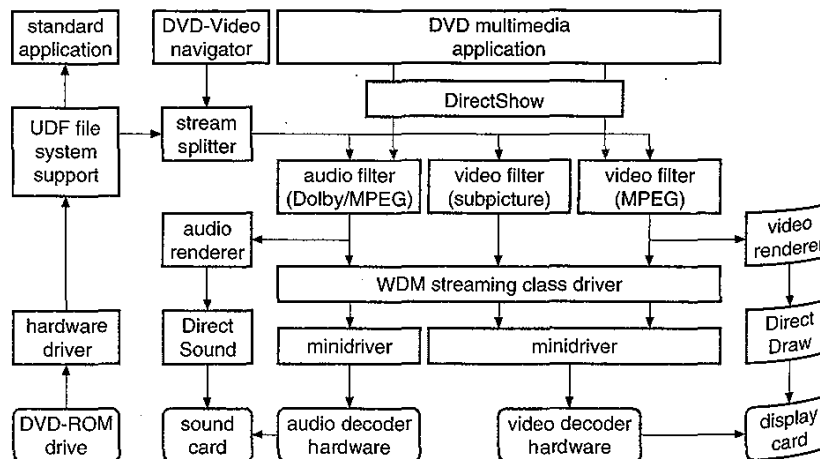 standard
application
DVD-Video
navigator
DVD multimedia
application
DirectShow
UDF file
system
support
stream
splitter
audio filter
(Dolby/MPEG)
video filter
(subpicture)
video filter
(MPEG)
audio
renderer
video
renderer
WDM streaming class driver
hardware
driver
Direct
Sound
minidriver
minidriver
Direct
Draw
DVD-ROM
drive
sound
card
audio decoder
hardware
video decoder
hardware
display
card